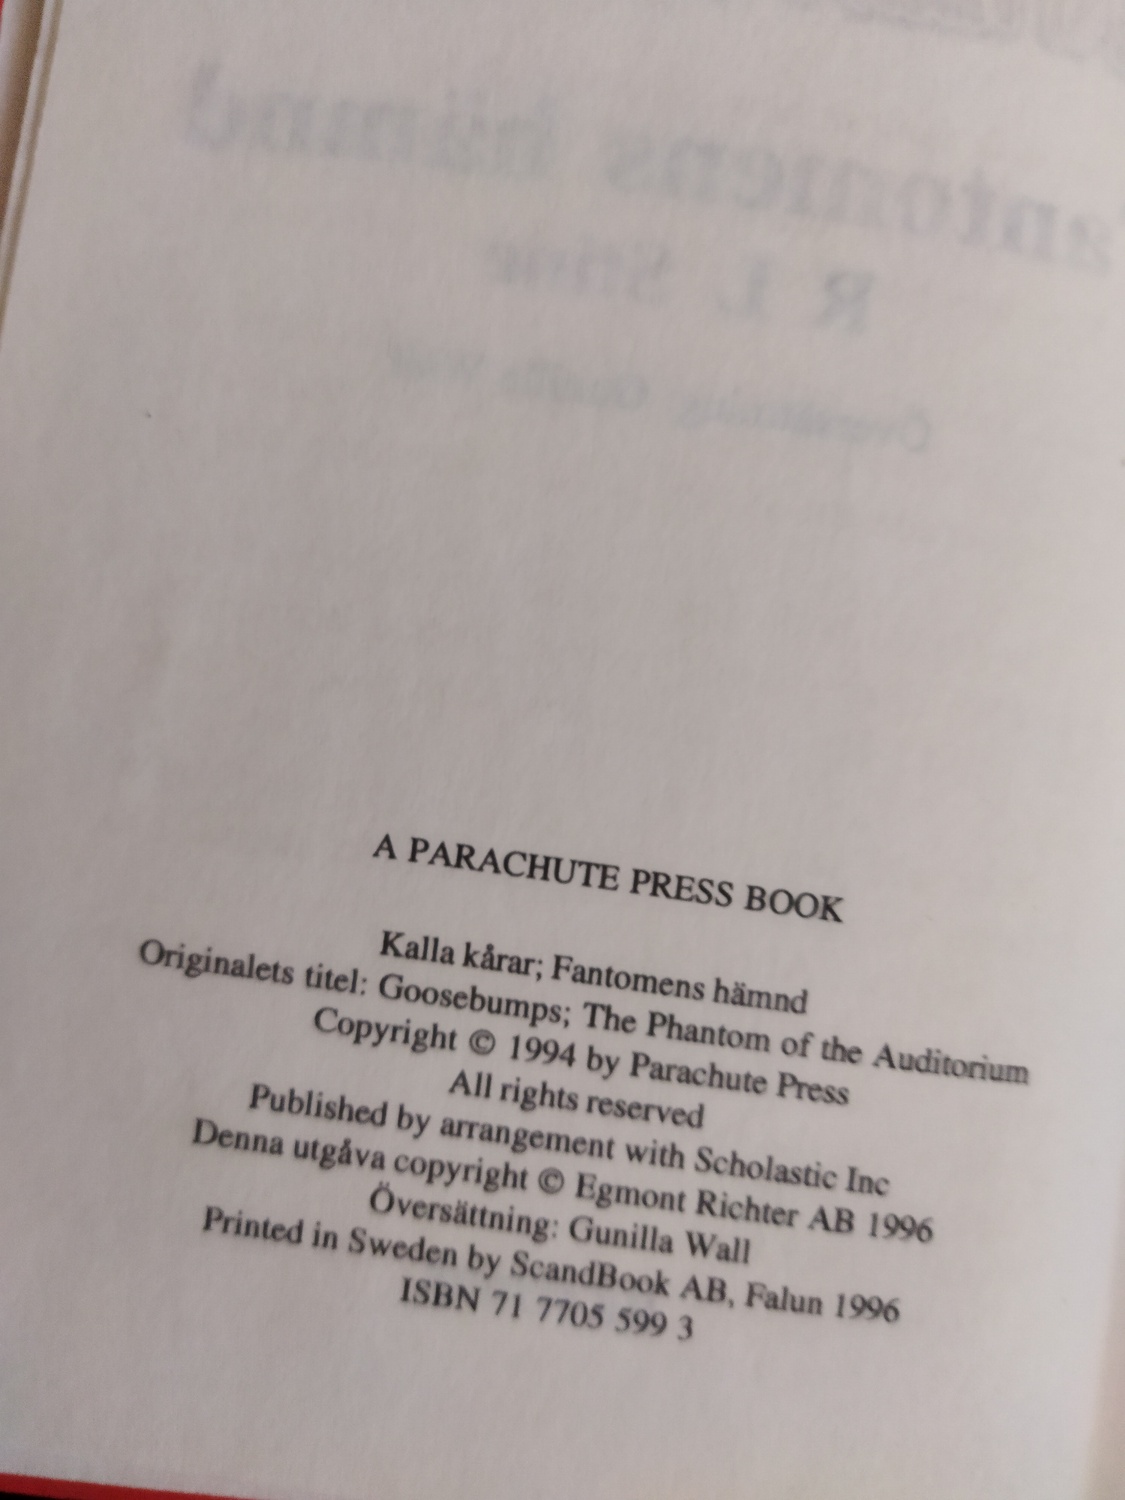 A PARACHUTE PRESS BOOK
Kalla kårar; Fantomens hämnd
Originalets titel: Goosebumps; The Phantom of the Auditorium
Copyright © 1994 by Parachute Press
All rights reserved
Published by arrangement with Scholastic Inc
Denna utgåva copyright © Egmont Richter AB 1996
Översättning: Gunilla Wall
Printed in Sweden by ScandBook AB, Falun 1996
ISBN 71 7705 599 3